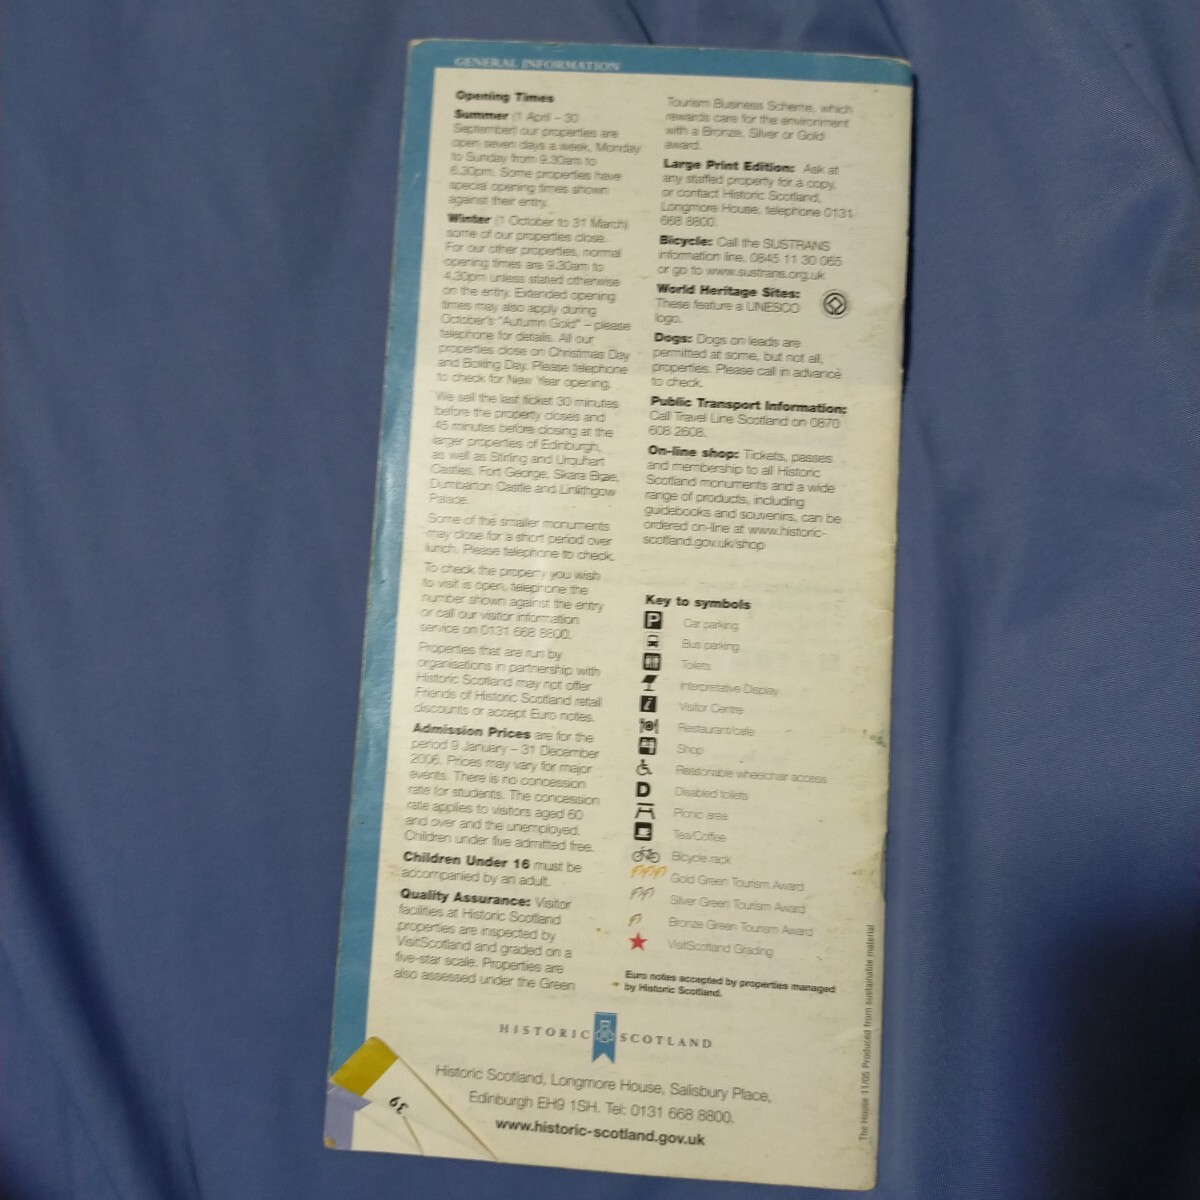 GENERAL INFORMATION
Opening Times
Summer (1 April – 30
September) our properties are
open seven days a week, Monday
to Sunday from 9.30am to
6.30pm. Some properties have
special opening times shown
against their entry.
Winter (1 October to 31 March)
some of our properties close.
For our other properties, normal
opening times are 9.30am to
4.30pm unless stated otherwise
on the entry. Extended opening
times may also apply during
October's "Autumn Gold" – please
telephone for details. All our
properties close on Christmas Day
and Boxing Day. Please telephone
to check for New Year opening.
We sell the last ticket 30 minutes
before the property closes and
45 minutes before closing at the
larger properties of Edinburgh,
as well as Stirling and Urquhart
Castles, Fort George, Skara Brae,
Dumbarton Castle and Linlithgow
Palace.
Some of the smaller monuments
may close for a short period over
lunch. Please telephone to check.
To check the property you wish
to visit is open, telephone the
number shown against the entry
or call our visitor information
service on 0131 668 8800.
Properties that are run by
organisations in partnership with
Historic Scotland may not offer
Friends of Historic Scotland retail
discounts or accept Euro notes.
Admission Prices are for the
period 9 January – 31 December
2006. Prices may vary for major
events. There is no concession
rate for students. The concession
rate applies to visitors aged 60
and over and the unemployed.
Children under five admitted free.
Children Under 16 must be
accompanied by an adult.
Quality Assurance: Visitor
facilities at Historic Scotland
properties are inspected by
VisitScotland and graded on a
five-star scale. Properties are
also assessed under the Green
Tourism Business Scheme, which
rewards care for the environment
with a Bronze, Silver or Gold
award.
Large Print Edition: Ask at
any staffed property for a copy,
or contact Historic Scotland,
Longmore House, telephone 0131
668 8800.
Bicycle: Call the SUSTRANS
information line, 0845 11 30 065
or go to www.sustrans.org.uk
World Heritage Sites:
These feature a UNESCO
logo.
Dogs: Dogs on leads are
permitted at some, but not all,
properties. Please call in advance
to check.
Public Transport Information:
Call Travel Line Scotland on 0870
608 2608.
On-line shop: Tickets, passes
and membership to all Historic
Scotland monuments and a wide
range of products, including
guidebooks and souvenirs, can be
ordered on-line at www.historic-
scotland.gov.uk/shop
Key to symbols
P Car parking
Bus parking
Toilets
Interpretative Display
i Visitor Centre
Restaurant/cafe
Shop
Reasonable wheelchair access
D Disabled toilets
Picnic area
Tea/Coffee
Bicycle rack
Gold Green Tourism Award
Silver Green Tourism Award
Bronze Green Tourism Award
VisitScotland Grading
Euro notes accepted by properties managed
by Historic Scotland.
HISTORIC SCOTLAND
Historic Scotland, Longmore House, Salisbury Place,
Edinburgh EH9 1SH. Tel: 0131 668 8800.
www.historic-scotland.gov.uk
The House 11/05 Produced from sustainable material
39